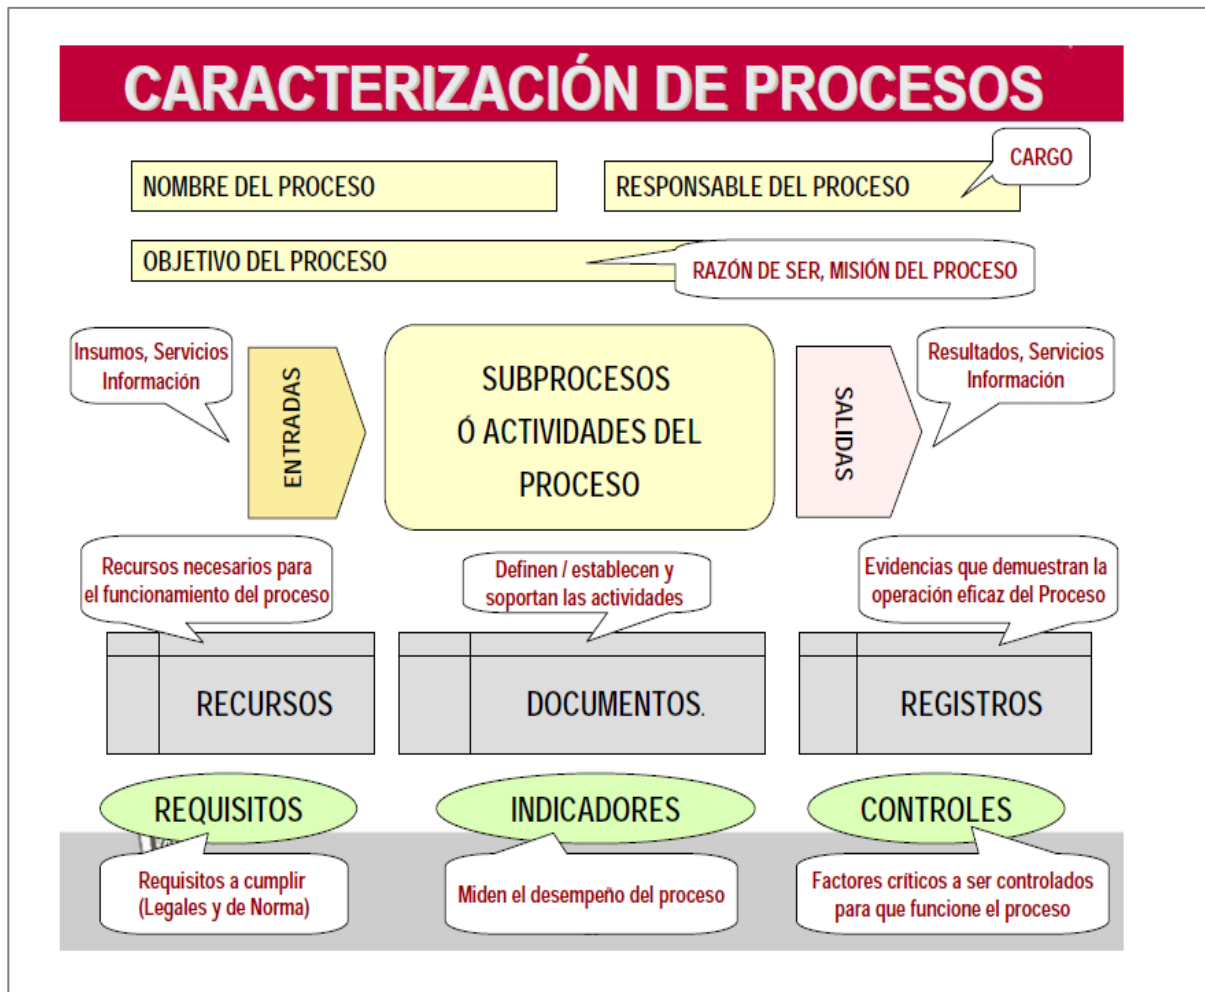 CARACTERIZACIÓN DE PROCESOS
CARGO
NOMBRE DEL PROCESO
RESPONSABLE DEL PROCESO
OBJETIVO DEL PROCESO
RAZÓN DE SER, MISIÓN DEL PROCESO
Insumos, Servicios
Información
ENTRADAS
SUBPROCESOS
Ó ACTIVIDADES DEL
PROCESO
SALIDAS
Resultados, Servicios
Información
Recursos necesarios para
el funcionamiento del proceso
Definen / establecen y
soportan las actividades
Evidencias que demuestran la
operación eficaz del Proceso
RECURSOS
DOCUMENTOS.
REGISTROS
REQUISITOS
INDICADORES
CONTROLES
Requisitos a cumplir
(Legales y de Norma)
Miden el desempeño del proceso
Factores críticos a ser controlados
para que funcione el proceso